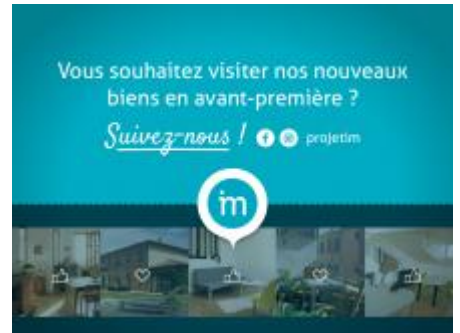 Vous souhaitez visiter nos nouveaux
biens en avant-première ?
Suivez-nous ! projetim
im